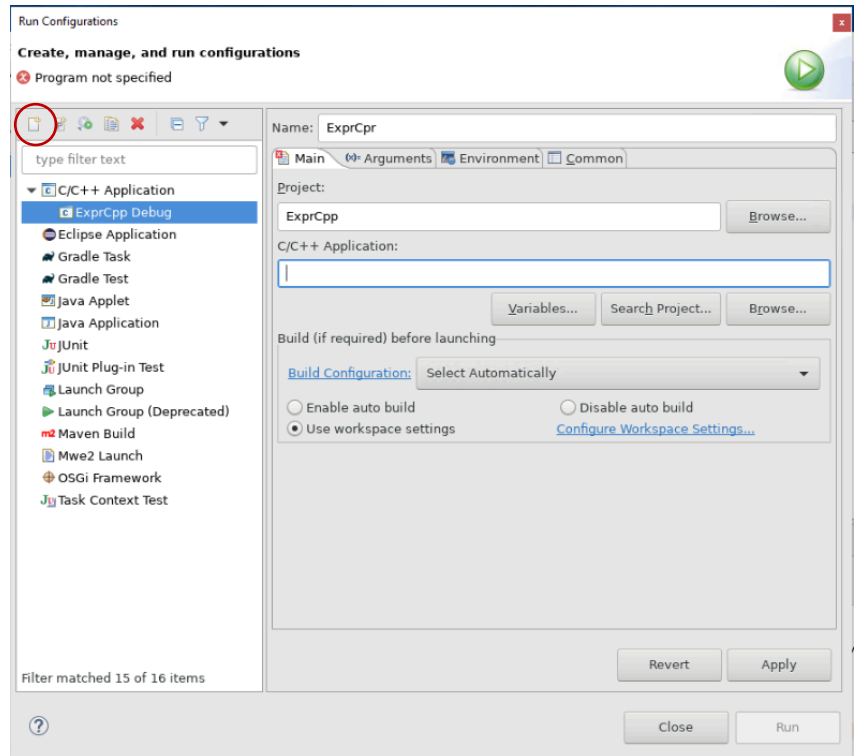 Run Configurations
Create, manage, and run configurations
Program not specified
type filter text
C/C++ Application
ExprCpp Debug
Eclipse Application
Gradle Task
Gradle Test
Java Applet
Java Application
JUnit
JUnit Plug-in Test
Launch Group
Launch Group (Deprecated)
Maven Build
Mwe2 Launch
OSGi Framework
Task Context Test
Filter matched 15 of 16 items
Name: ExprCpr
Main Arguments Environment Common
Project:
ExprCpp Browse...
C/C++ Application:
Variables... Search Project... Browse...
Build (if required) before launching
Build Configuration: Select Automatically
Enable auto build Disable auto build
Use workspace settings Configure Workspace Settings...
Revert Apply
Close Run